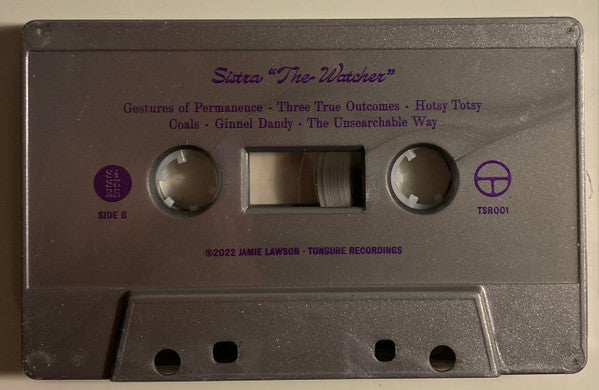 Sistra "The Watcher"
Gestures of Permanence - Three True Outcomes - Hotsy Totsy
Coals - Ginnel Dandy - The Unsearchable Way
SIDE B
TSR001
©2022 JAMIE LAWSON - TONSURE RECORDINGS